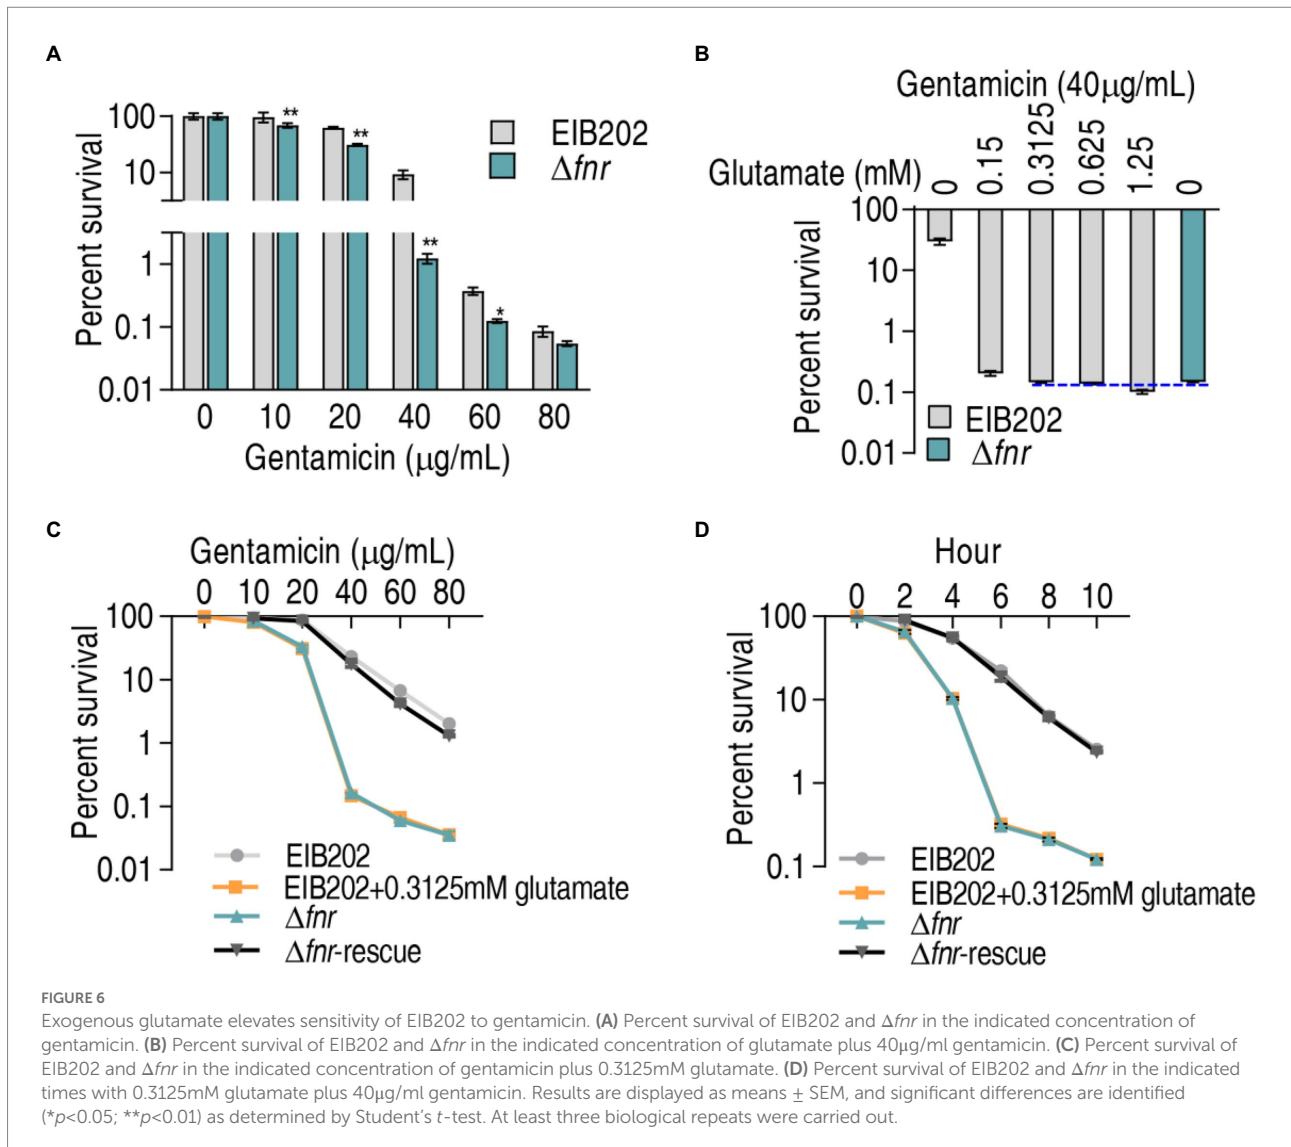 A
Percent survival
100
10
1
0.1
0.01
** ** ** *
EIB202
Δfnr
0 10 20 40 60 80
Gentamicin (μg/mL)
B
Gentamicin (40μg/mL)
Glutamate (mM) 0 0.15 0.3125 0.625 1.25 0
Percent survival
100
10
1
0.1
0.01
EIB202
Δfnr
C
Gentamicin (μg/mL)
0 10 20 40 60 80
Percent survival
100
10
1
0.1
0.01
EIB202
EIB202+0.3125mM glutamate
Δfnr
Δfnr-rescue
D
Hour
0 2 4 6 8 10
Percent survival
100
10
1
0.1
EIB202
EIB202+0.3125mM glutamate
Δfnr
Δfnr-rescue
FIGURE 6
Exogenous glutamate elevates sensitivity of EIB202 to gentamicin. (A) Percent survival of EIB202 and Δfnr in the indicated concentration of
gentamicin. (B) Percent survival of EIB202 and Δfnr in the indicated concentration of glutamate plus 40μg/ml gentamicin. (C) Percent survival of
EIB202 and Δfnr in the indicated concentration of gentamicin plus 0.3125mM glutamate. (D) Percent survival of EIB202 and Δfnr in the indicated
times with 0.3125mM glutamate plus 40μg/ml gentamicin. Results are displayed as means ± SEM, and significant differences are identified
(*p<0.05; **p<0.01) as determined by Student's t-test. At least three biological repeats were carried out.